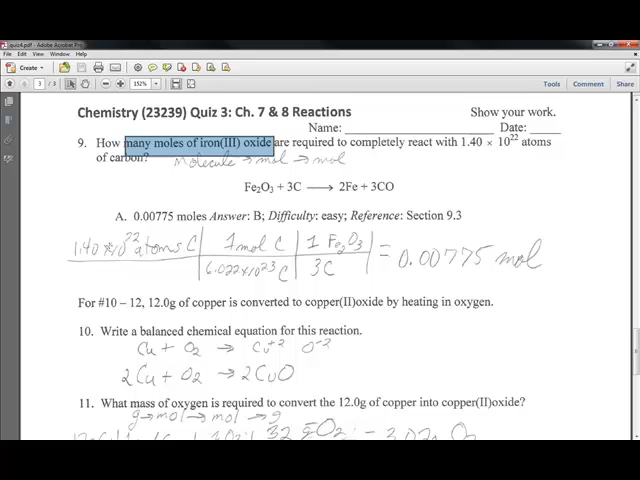 quiz4.pdf - Adobe Acrobat Pro
File Edit View Window Help
Create
3 / 3 152% Tools Comment Share
Chemistry (23239) Quiz 3: Ch. 7 & 8 Reactions Show your work.
Name: Date:
9. How many moles of iron(III) oxide are required to completely react with 1.40 × 10²² atoms
of carbon? molecule → mol → mol
Fe₂O₃ + 3C ⟶ 2Fe + 3CO
A. 0.00775 moles Answer: B; Difficulty: easy; Reference: Section 9.3
1.40 × 10²² atoms C | 1 mol C | 1 Fe₂O₃ = 0.00775 mol
6.022 × 10²³ C | 3C
For #10 – 12, 12.0g of copper is converted to copper(II)oxide by heating in oxygen.
10. Write a balanced chemical equation for this reaction.
Cu + O₂ → Cu⁺² O⁻²
2Cu + O₂ → 2CuO
11. What mass of oxygen is required to convert the 12.0g of copper into copper(II)oxide?
g → mol → mol → g
32 g O₂